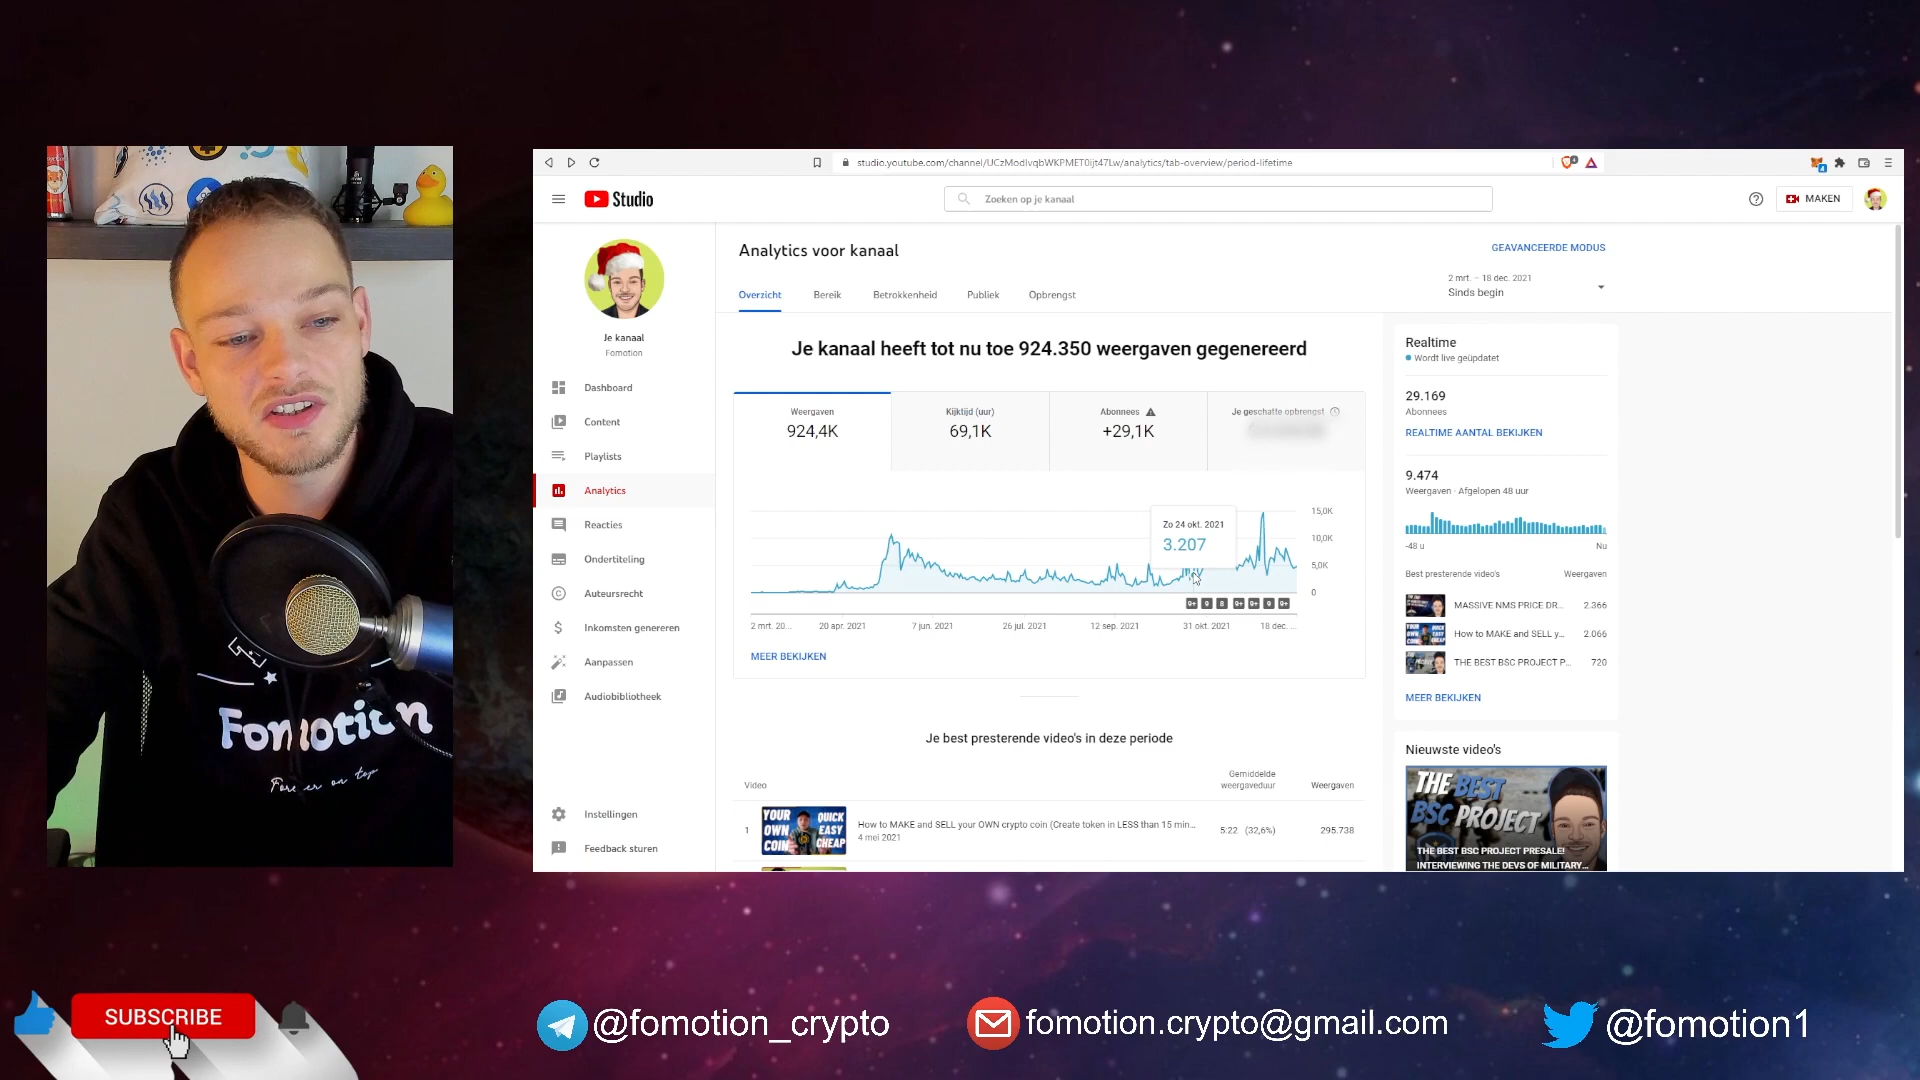 Fomotion
Forever on top
studio.youtube.com/channel/UCzModIvqbWKPMET0ijt47Lw/analytics/tab-overview/period-lifetime
Studio
Zoeken op je kanaal
MAKEN
Je kanaal
Fomotion
Dashboard
Content
Playlists
Analytics
Reacties
Ondertiteling
Auteursrecht
Inkomsten genereren
Aanpassen
Audiobibliotheek
Instellingen
Feedback sturen
Analytics voor kanaal
GEAVANCEERDE MODUS
Overzicht Bereik Betrokkenheid Publiek Opbrengst
2 mrt. – 18 dec. 2021
Sinds begin
Je kanaal heeft tot nu toe 924.350 weergaven gegenereerd
Weergaven
924,4K
Kijktijd (uur)
69,1K
Abonnees
+29,1K
Je geschatte opbrengst
Zo 24 okt. 2021
3.207
15,0K
10,0K
5,0K
0
9+ 9 8 9+ 9+ 9 9+
2 mrt. 20... 20 apr. 2021 7 jun. 2021 26 jul. 2021 12 sep. 2021 31 okt. 2021 18 dec. ...
MEER BEKIJKEN
Je best presterende video's in deze periode
Video
Gemiddelde
weergaveduur
Weergaven
1
YOUR OWN COIN
QUICK EASY CHEAP
How to MAKE and SELL your OWN crypto coin (Create token in LESS than 15 min...
4 mei 2021
5:22 (32,6%)
295.738
Realtime
Wordt live geüpdatet
29.169
Abonnees
REALTIME AANTAL BEKIJKEN
9.474
Weergaven · Afgelopen 48 uur
-48 u Nu
Best presterende video's Weergaven
MASSIVE NMS PRICE DR... 2.366
How to MAKE and SELL y... 2.066
THE BEST BSC PROJECT P... 720
MEER BEKIJKEN
Nieuwste video's
THE BEST
BSC PROJECT
THE BEST BSC PROJECT PRESALE!
INTERVIEWING THE DEVS OF MILITARY...
SUBSCRIBE
@fomotion_crypto
fomotion.crypto@gmail.com
@fomotion1